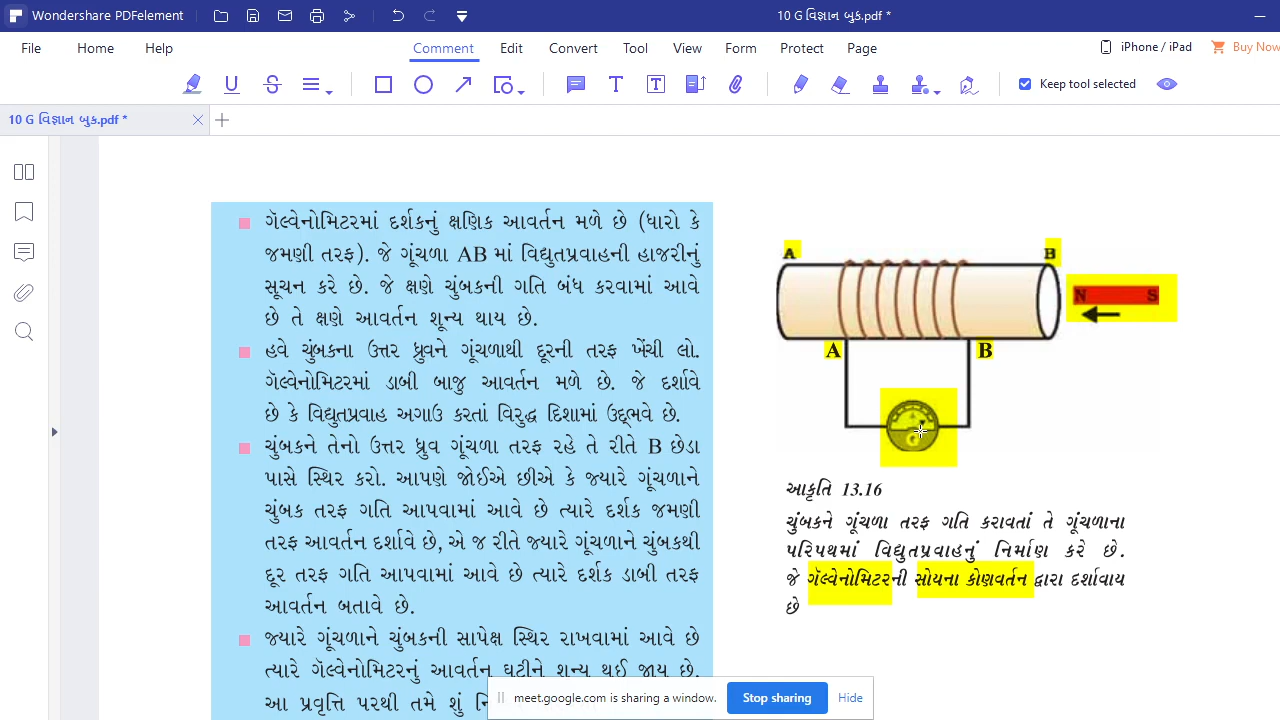 Wondershare PDFelement
10 G વિજ્ઞાન બુક.pdf *
File Home Help Comment Edit Convert Tool View Form Protect Page iPhone / iPad Buy Now
Keep tool selected
10 G વિજ્ઞાન બુક.pdf *
ગૅલ્વેનોમિટરમાં દર્શકનું ક્ષણિક આવર્તન મળે છે (ધારો કે
જમણી તરફ). જે ગૂંચળા AB માં વિદ્યુતપ્રવાહની હાજરીનું
સૂચન કરે છે. જે ક્ષણે ચુંબકની ગતિ બંધ કરવામાં આવે
છે તે ક્ષણે આવર્તન શૂન્ય થાય છે.
હવે ચુંબકના ઉત્તર ધ્રુવને ગૂંચળાથી દૂરની તરફ ખેંચી લો.
ગૅલ્વેનોમિટરમાં ડાબી બાજુ આવર્તન મળે છે. જે દર્શાવે
છે કે વિદ્યુતપ્રવાહ અગાઉ કરતાં વિરુદ્ધ દિશામાં ઉદ્ભવે છે.
ચુંબકને તેનો ઉત્તર ધ્રુવ ગૂંચળા તરફ રહે તે રીતે B છેડા
પાસે સ્થિર કરો. આપણે જોઈએ છીએ કે જ્યારે ગૂંચળાને
ચુંબક તરફ ગતિ આપવામાં આવે છે ત્યારે દર્શક જમણી
તરફ આવર્તન દર્શાવે છે, એ જ રીતે જ્યારે ગૂંચળાને ચુંબકથી
દૂર તરફ ગતિ આપવામાં આવે છે ત્યારે દર્શક ડાબી તરફ
આવર્તન બતાવે છે.
જ્યારે ગૂંચળાને ચુંબકની સાપેક્ષ સ્થિર રાખવામાં આવે છે
ત્યારે ગૅલ્વેનોમિટરનું આવર્તન ઘટીને શૂન્ય થઈ જાય છે.
આ પ્રવૃત્તિ પરથી તમે શું
A B
N S
A B
આકૃતિ 13.16
ચુંબકને ગૂંચળા તરફ ગતિ કરાવતાં તે ગૂંચળાના
પરિપથમાં વિદ્યુતપ્રવાહનું નિર્માણ કરે છે.
જે ગૅલ્વેનોમિટરની સોયના કોણાવર્તન દ્વારા દર્શાવાય
છે
meet.google.com is sharing a window. Stop sharing Hide